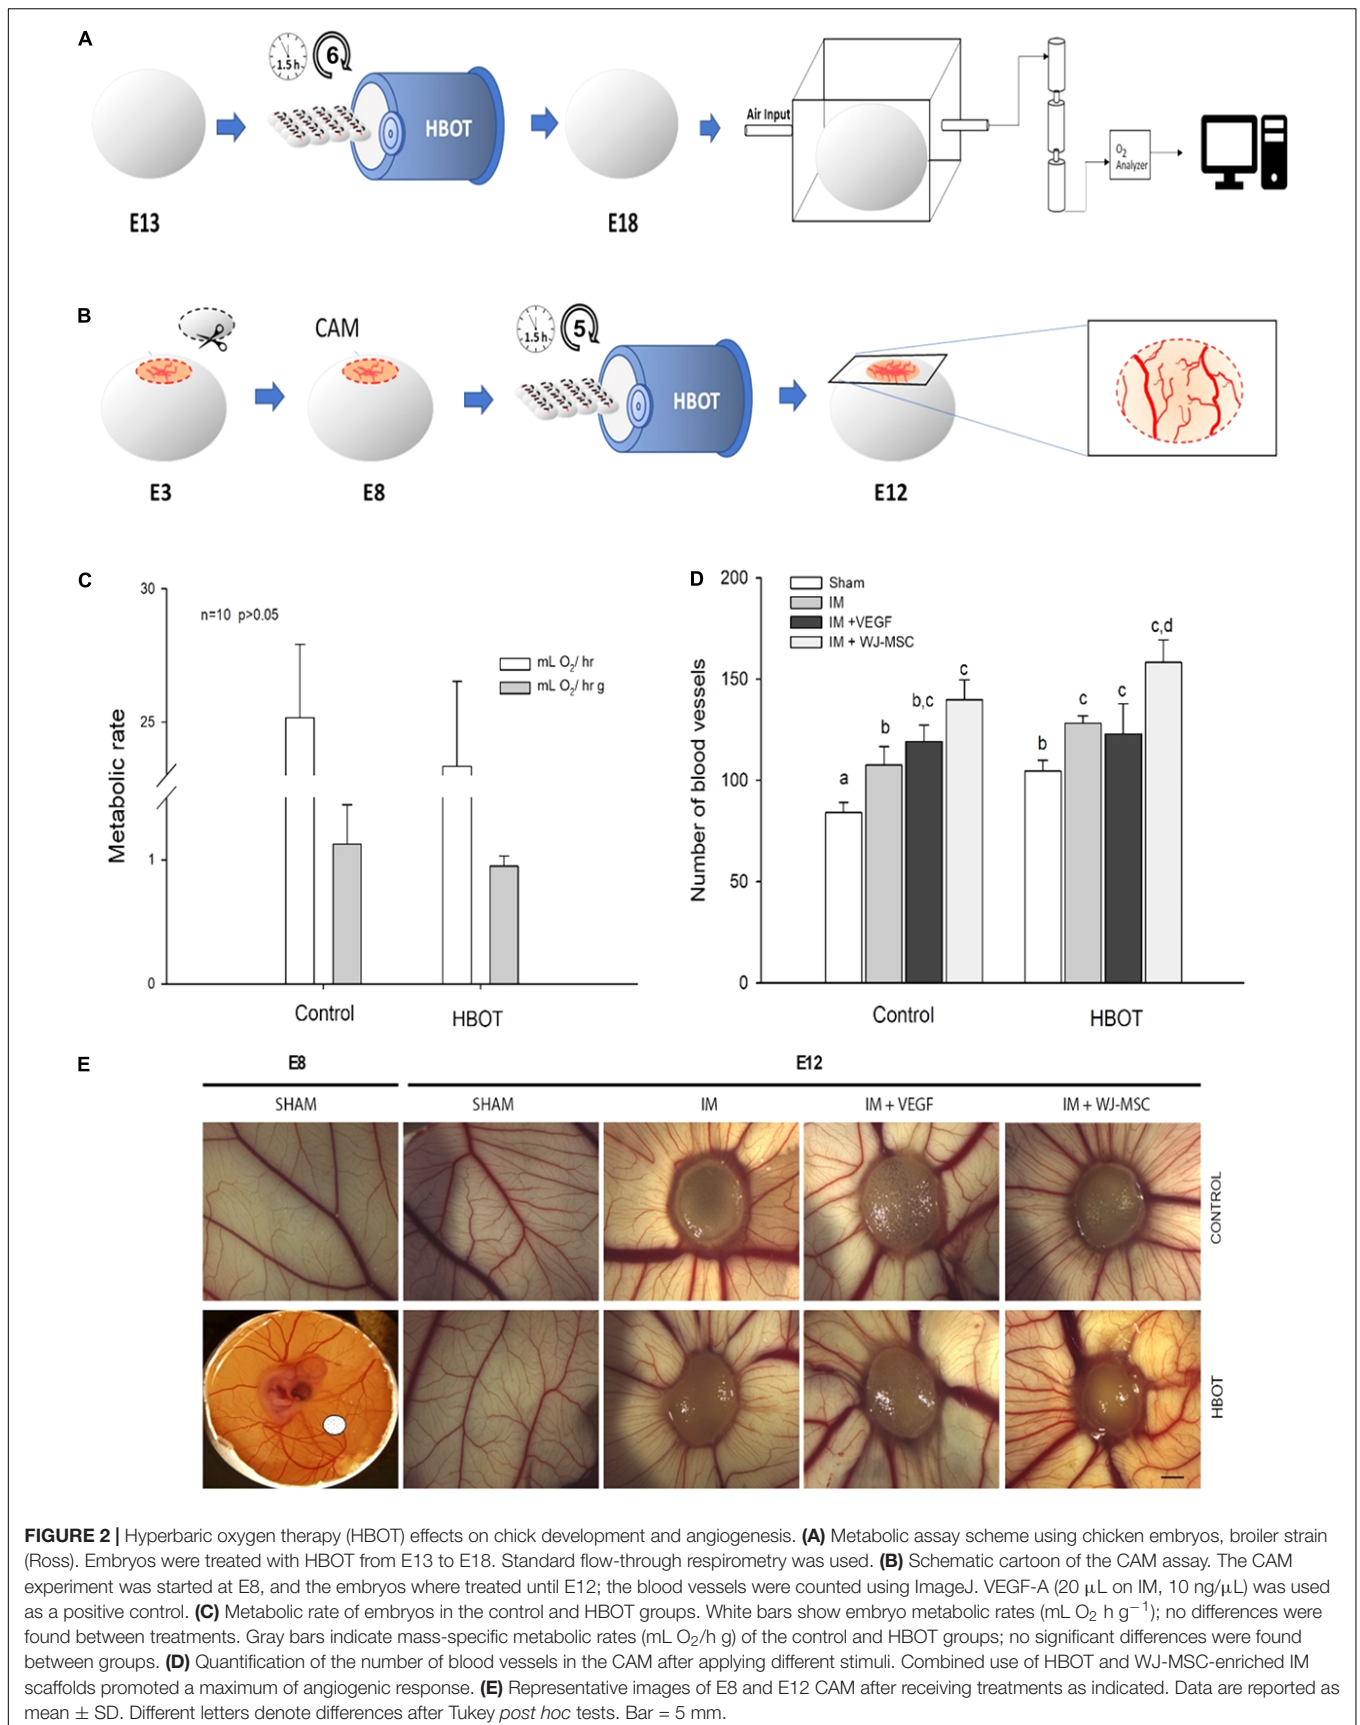 A
1.5 h
6
HBOT
Air Input
O2
Analyzer
E13
E18
B
CAM
1.5 h
5
HBOT
E3
E8
E12
C
30
n=10 p>0.05
mL O2/ hr
mL O2/ hr g
25
Metabolic rate
1
0
Control
HBOT
D
200
Sham
IM
IM +VEGF
IM + WJ-MSC
c,d
c
150
b,c
c
c
b
b
Number of blood vessels
100
a
50
0
Control
HBOT
E
E8
E12
SHAM
SHAM
IM
IM + VEGF
IM + WJ-MSC
CONTROL
HBOT
FIGURE 2 | Hyperbaric oxygen therapy (HBOT) effects on chick development and angiogenesis. (A) Metabolic assay scheme using chicken embryos, broiler strain
(Ross). Embryos were treated with HBOT from E13 to E18. Standard flow-through respirometry was used. (B) Schematic cartoon of the CAM assay. The CAM
experiment was started at E8, and the embryos where treated until E12; the blood vessels were counted using ImageJ. VEGF-A (20 μL on IM, 10 ng/μL) was used
as a positive control. (C) Metabolic rate of embryos in the control and HBOT groups. White bars show embryo metabolic rates (mL O2 h g−1); no differences were
found between treatments. Gray bars indicate mass-specific metabolic rates (mL O2/h g) of the control and HBOT groups; no significant differences were found
between groups. (D) Quantification of the number of blood vessels in the CAM after applying different stimuli. Combined use of HBOT and WJ-MSC-enriched IM
scaffolds promoted a maximum of angiogenic response. (E) Representative images of E8 and E12 CAM after receiving treatments as indicated. Data are reported as
mean ± SD. Different letters denote differences after Tukey post hoc tests. Bar = 5 mm.